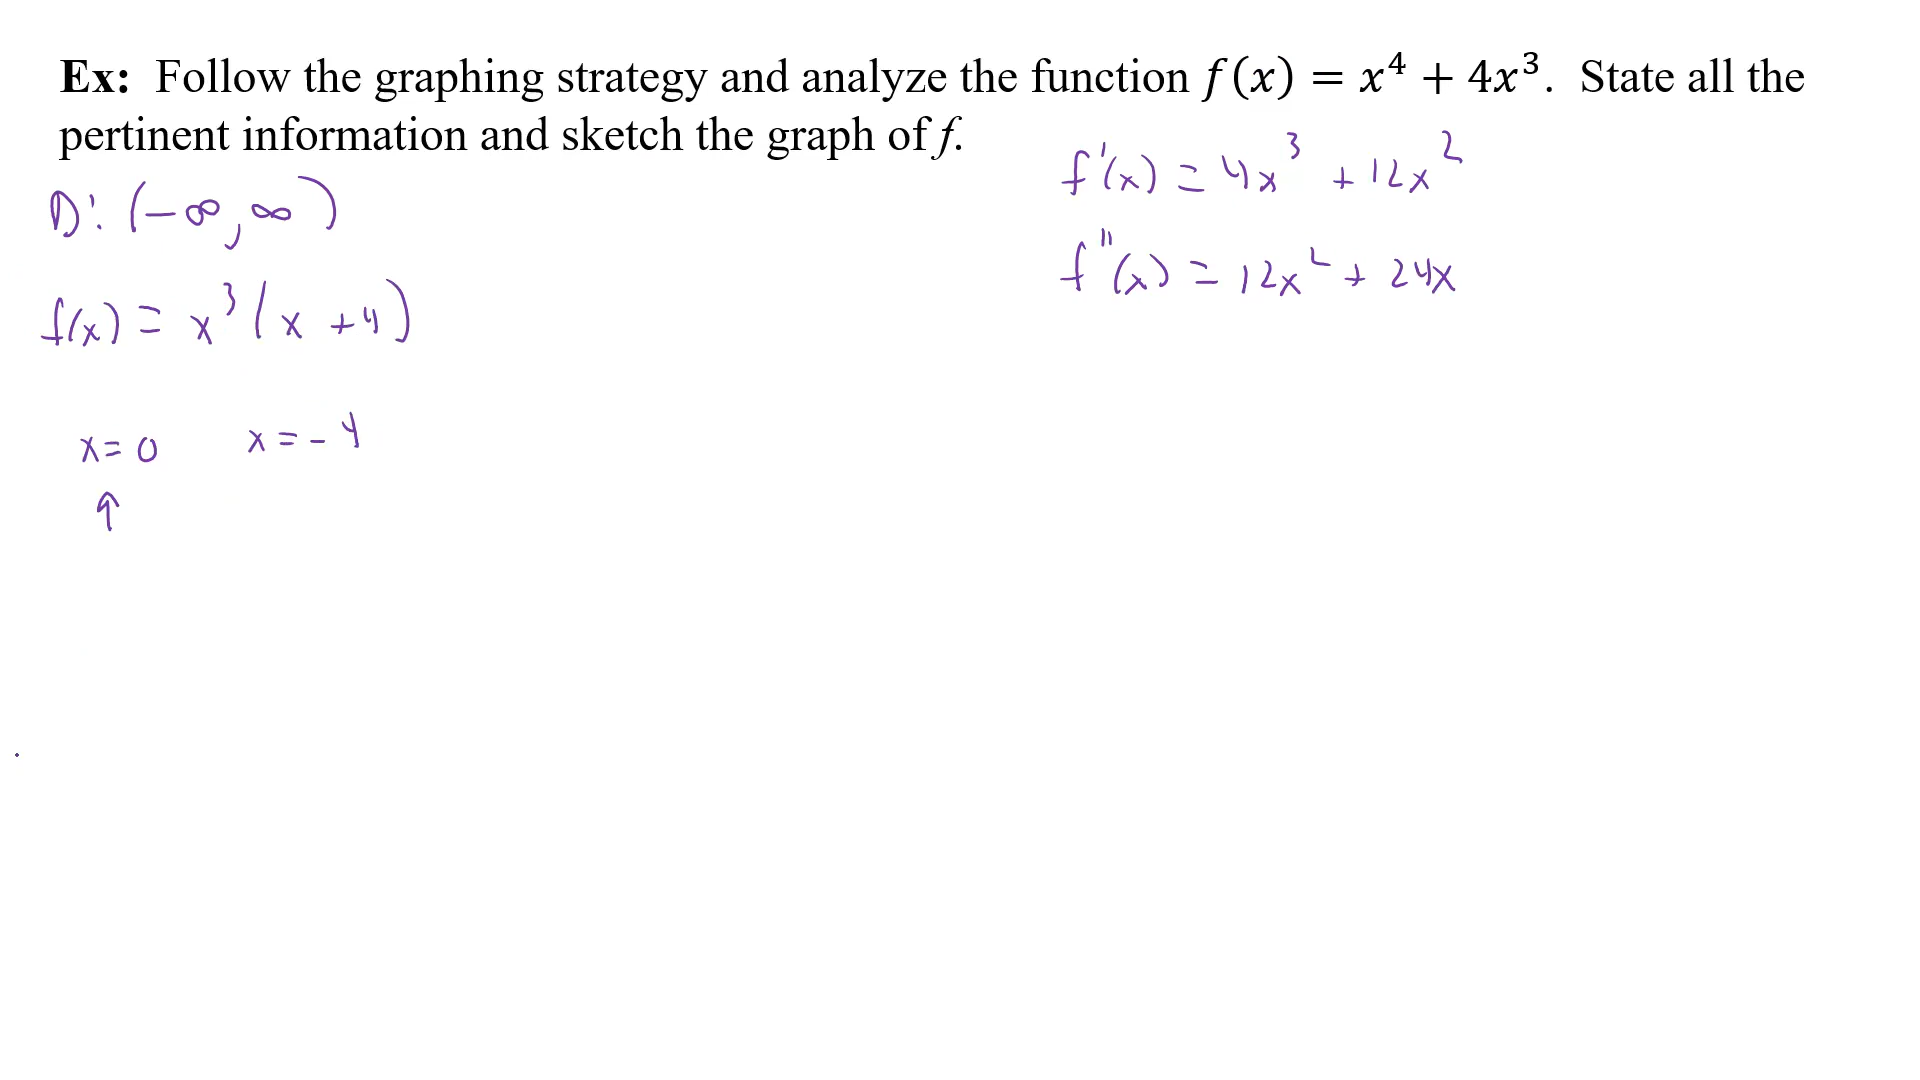 Ex: Follow the graphing strategy and analyze the function f(x) = x⁴ + 4x³. State all the
pertinent information and sketch the graph of f.
D: (-∞, ∞)
f(x) = x³(x + 4)
x = 0 x = -4
↑
f'(x) = 4x³ + 12x²
f''(x) = 12x² + 24x